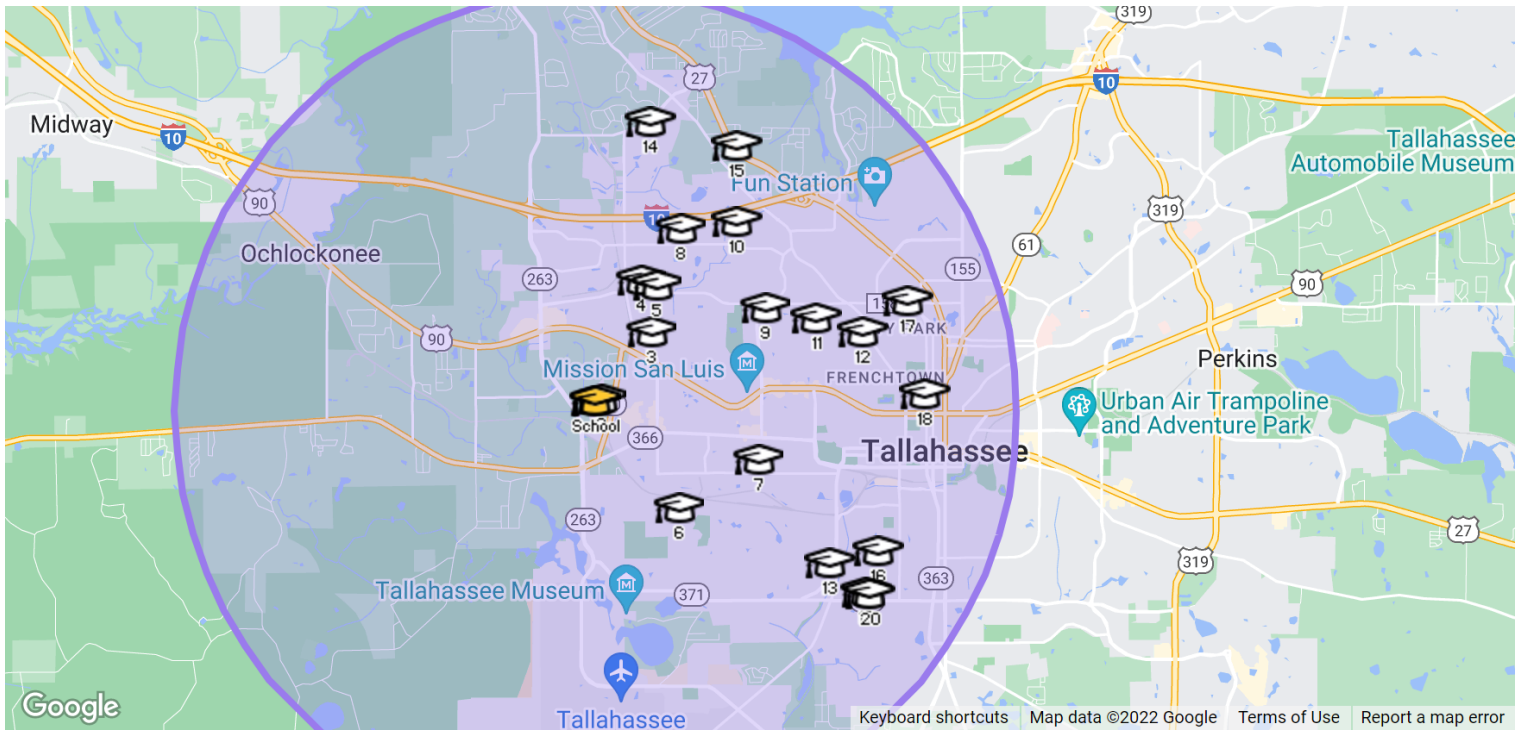 319
27
10
Midway
10
14
15
Tallahassee
Automobile Museum
Fun Station
90
319
10
8
10
61
Ochlockonee
155
263
90
4
5
9
17
11
PARK
12
90
3
Perkins
Mission San Luis
FRENCHTOWN
Urban Air Trampoline
and Adventure Park
18
School
366
Tallahassee
7
263
6
27
319
363
16
13
Tallahassee Museum
371
20
Google
Tallahassee
Keyboard shortcuts
Map data ©2022 Google
Terms of Use
Report a map error